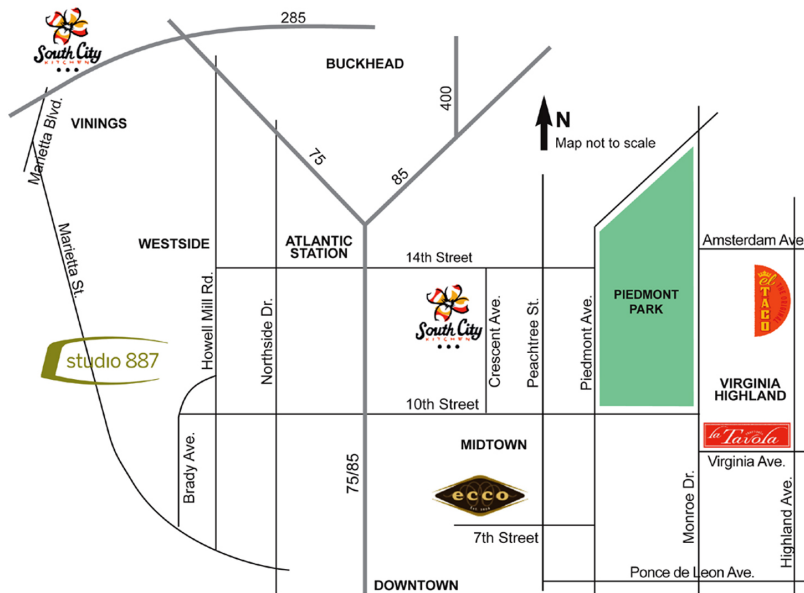 285
South City
KITCHEN
BUCKHEAD
400
N
Map not to scale
Marietta Blvd.
VININGS
75
85
WESTSIDE
ATLANTIC
STATION
14th Street
Amsterdam Ave
Marietta St.
Howell Mill Rd.
Northside Dr.
South City
KITCHEN
Crescent Ave.
Peachtree St.
Piedmont Ave.
PIEDMONT
PARK
el
TACO
studio 887
10th Street
VIRGINIA
HIGHLAND
la Tavola
Brady Ave.
75/85
MIDTOWN
ecco
7th Street
Monroe Dr.
Virginia Ave.
Highland Ave.
DOWNTOWN
Ponce de Leon Ave.